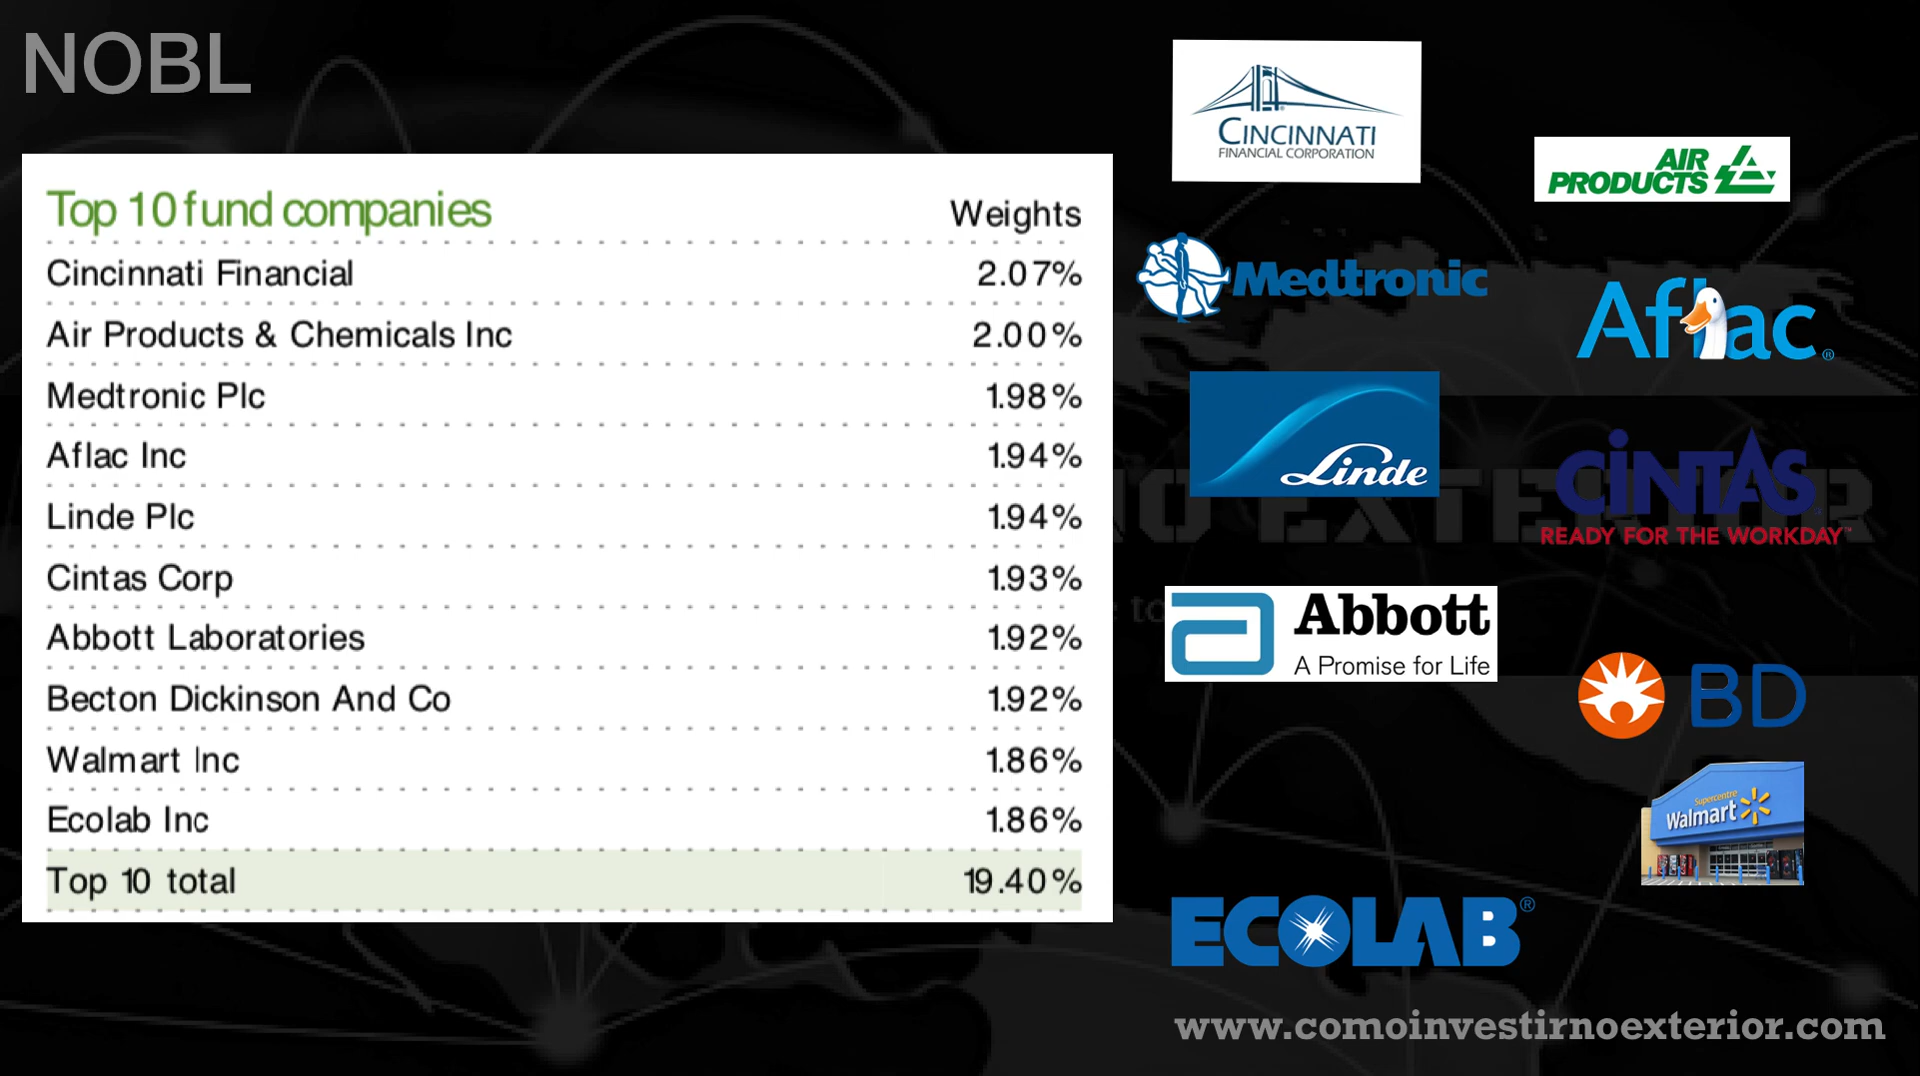 NOBL
Top 10 fund companies Weights
Cincinnati Financial 2.07%
Air Products & Chemicals Inc 2.00%
Medtronic Plc 1.98%
Aflac Inc 1.94%
Linde Plc 1.94%
Cintas Corp 1.93%
Abbott Laboratories 1.92%
Becton Dickinson And Co 1.92%
Walmart Inc 1.86%
Ecolab Inc 1.86%
Top 10 total 19.40%
CINCINNATI
FINANCIAL CORPORATION
AIR
PRODUCTS
Medtronic
Aflac®
Linde
CINTAS
READY FOR THE WORKDAY™
NO EXTERIOR
to
Abbott
A Promise for Life
BD
Supercentre
Walmart
ECOLAB®
www.comoinvestirnoexterior.com